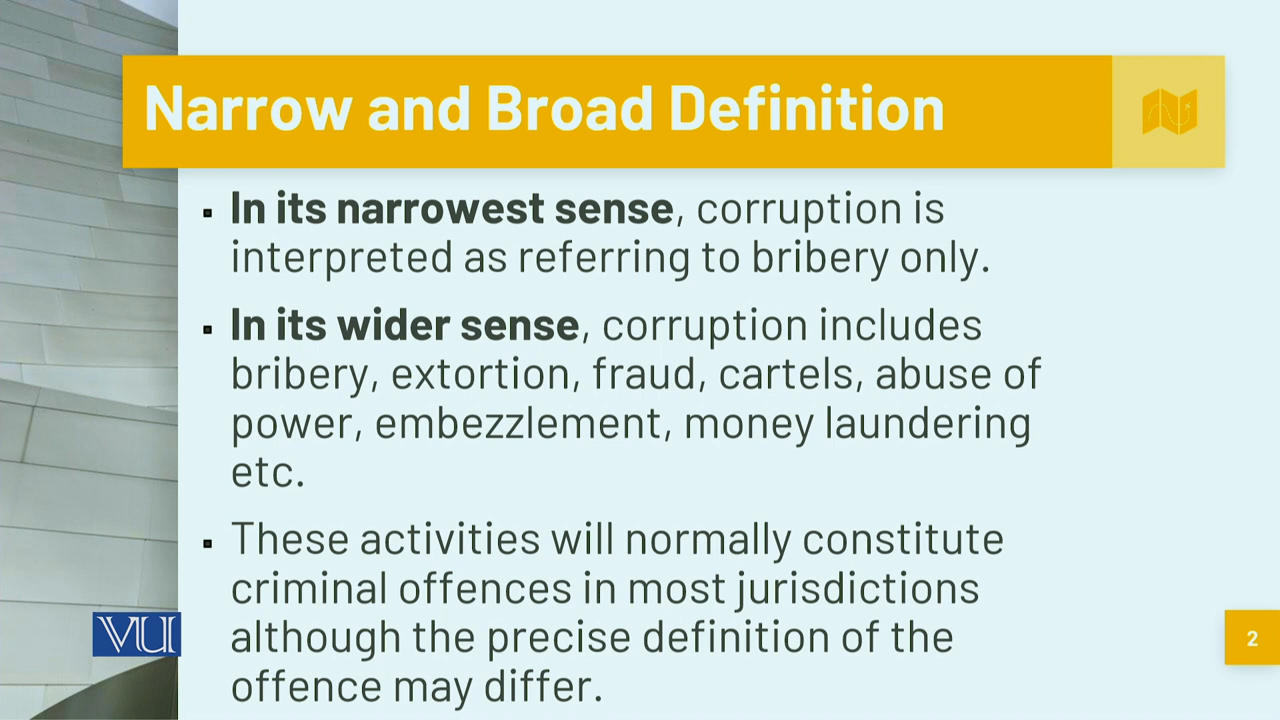 Narrow and Broad Definition
▪ In its narrowest sense, corruption is
interpreted as referring to bribery only.
▪ In its wider sense, corruption includes
bribery, extortion, fraud, cartels, abuse of
power, embezzlement, money laundering
etc.
▪ These activities will normally constitute
criminal offences in most jurisdictions
although the precise definition of the
offence may differ.
VU
2